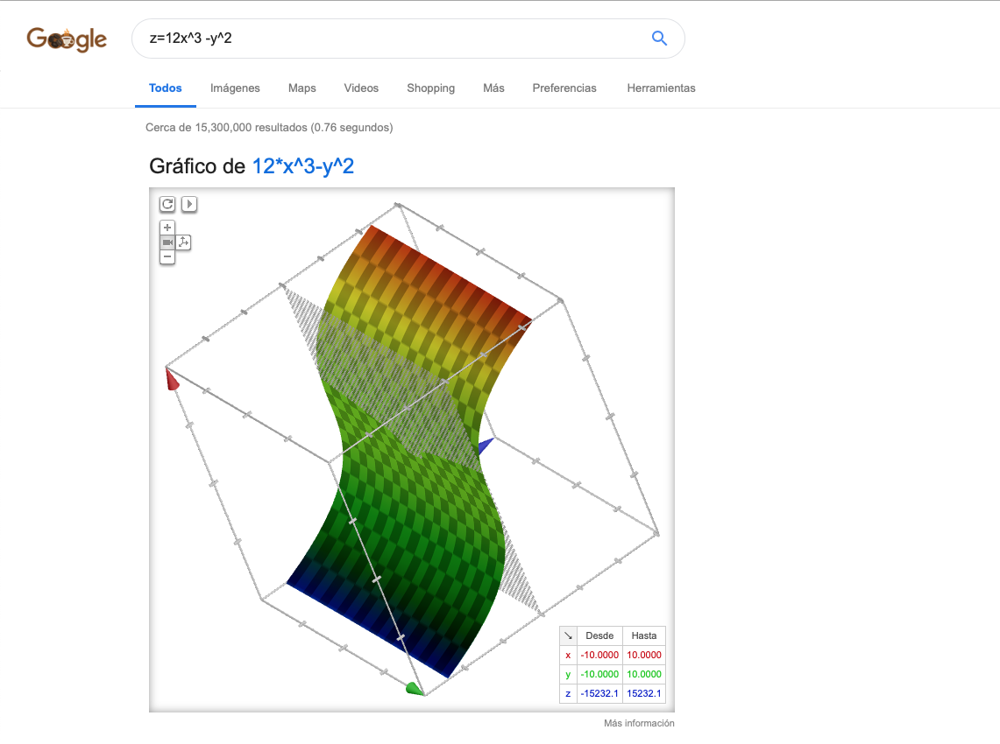 Google
z=12x^3 -y^2
Todos Imágenes Maps Videos Shopping Más Preferencias Herramientas
Cerca de 15,300,000 resultados (0.76 segundos)
Gráfico de 12*x^3-y^2
Desde Hasta
x -10.0000 10.0000
y -10.0000 10.0000
z -15232.1 15232.1
Más información